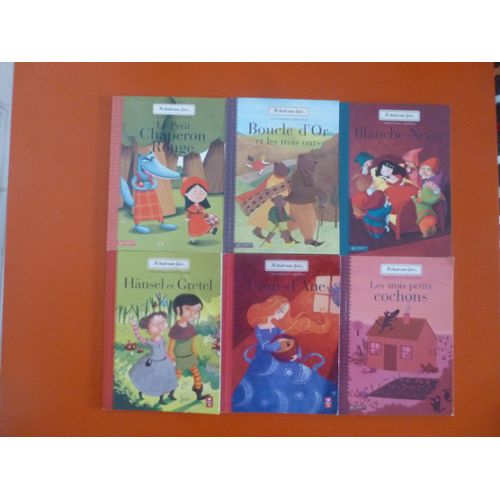 Il était une fois...
Le Petit
Chaperon
Rouge
Il était une fois...
Boucle d'Or
et les trois ours
Il était une fois...
Blanche-Neige
Il était une fois...
Hänsel et Gretel
Il était une fois...
Peau d'Âne
Il était une fois...
Les trois petits
cochons